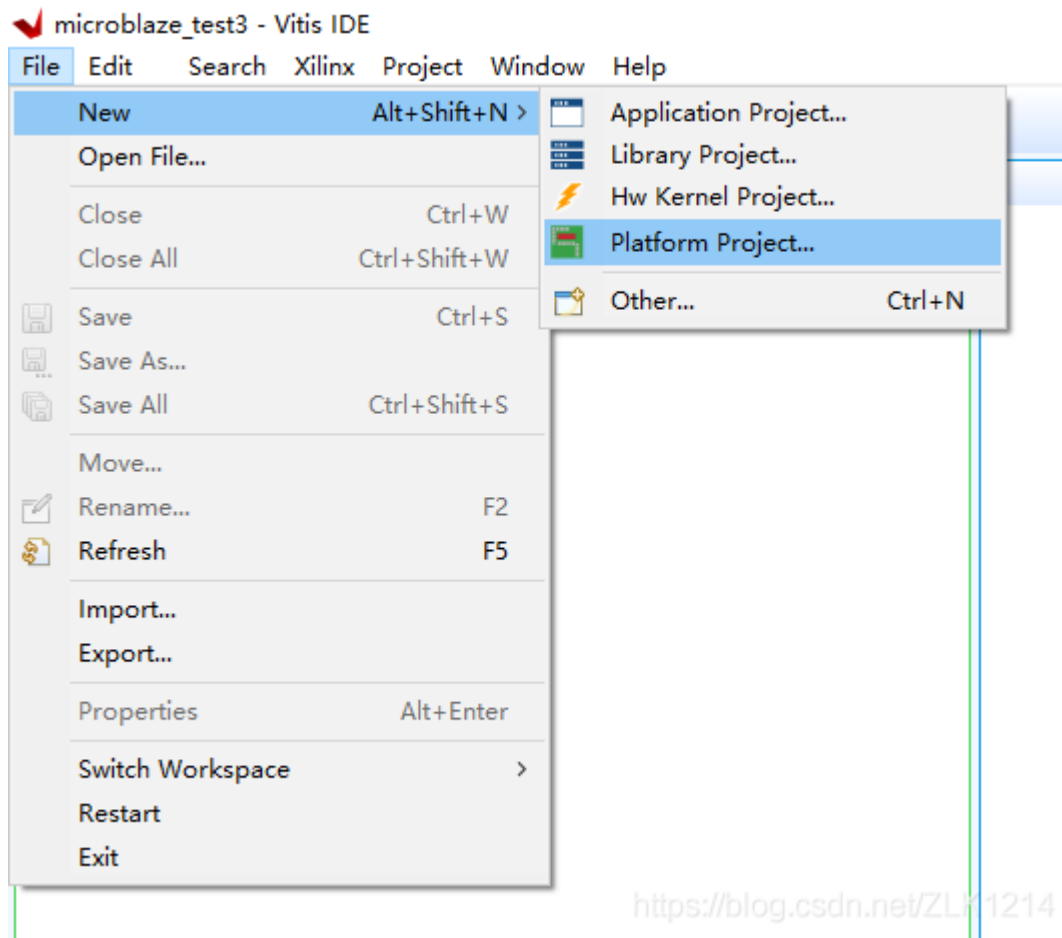 microblaze_test3 - Vitis IDE
File Edit Search Xilinx Project Window Help
New Alt+Shift+N >
Open File...
Close Ctrl+W
Close All Ctrl+Shift+W
Save Ctrl+S
Save As...
Save All Ctrl+Shift+S
Move...
Rename... F2
Refresh F5
Import...
Export...
Properties Alt+Enter
Switch Workspace >
Restart
Exit
Application Project...
Library Project...
Hw Kernel Project...
Platform Project...
Other... Ctrl+N
https://blog.csdn.net/ZLK1214